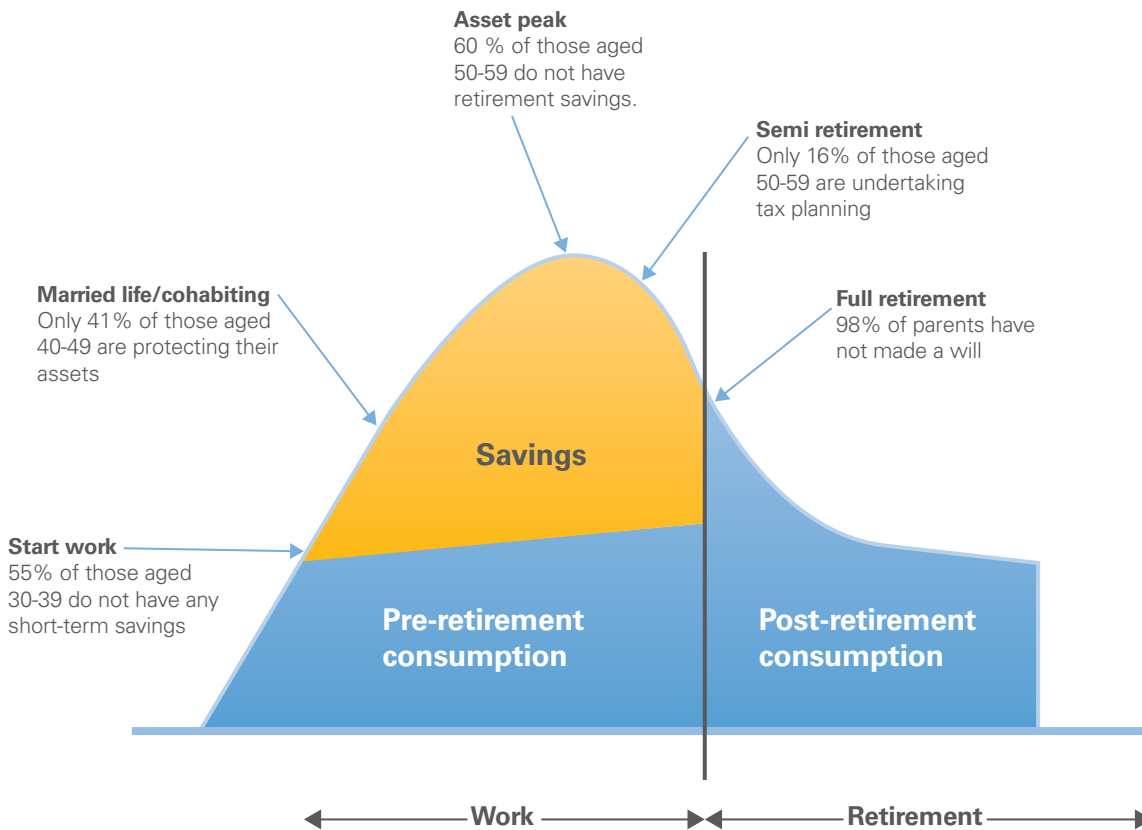 Asset peak
60 % of those aged
50-59 do not have
retirement savings.
Semi retirement
Only 16% of those aged
50-59 are undertaking
tax planning
Married life/cohabiting
Only 41% of those aged
40-49 are protecting their
assets
Full retirement
98% of parents have
not made a will
Savings
Start work
55% of those aged
30-39 do not have any
short-term savings
Pre-retirement
consumption
Post-retirement
consumption
Work
Retirement